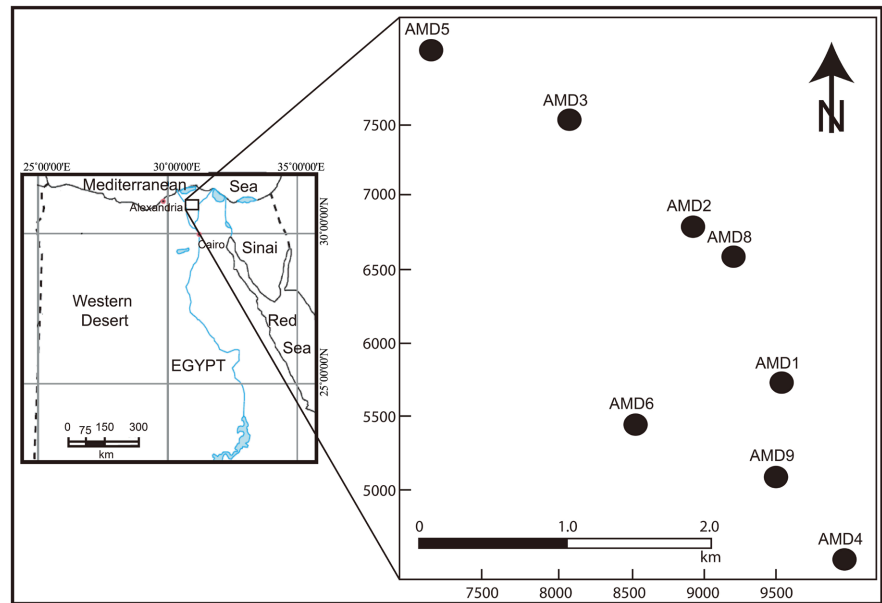 25°00'00"E 30°00'00"E 35°00'00"E
Mediterranean Sea
Alexandria
30°00'00"N
Cairo
Sinai
Western
Desert
Red
Sea
EGYPT
25°00'00"N
0 75 150 300
km
AMD5
AMD3
N
7500
7000
AMD2
AMD8
6500
6000
AMD1
AMD6
5500
AMD9
5000
0 1.0 2.0
km
AMD4
7500 8000 8500 9000 9500